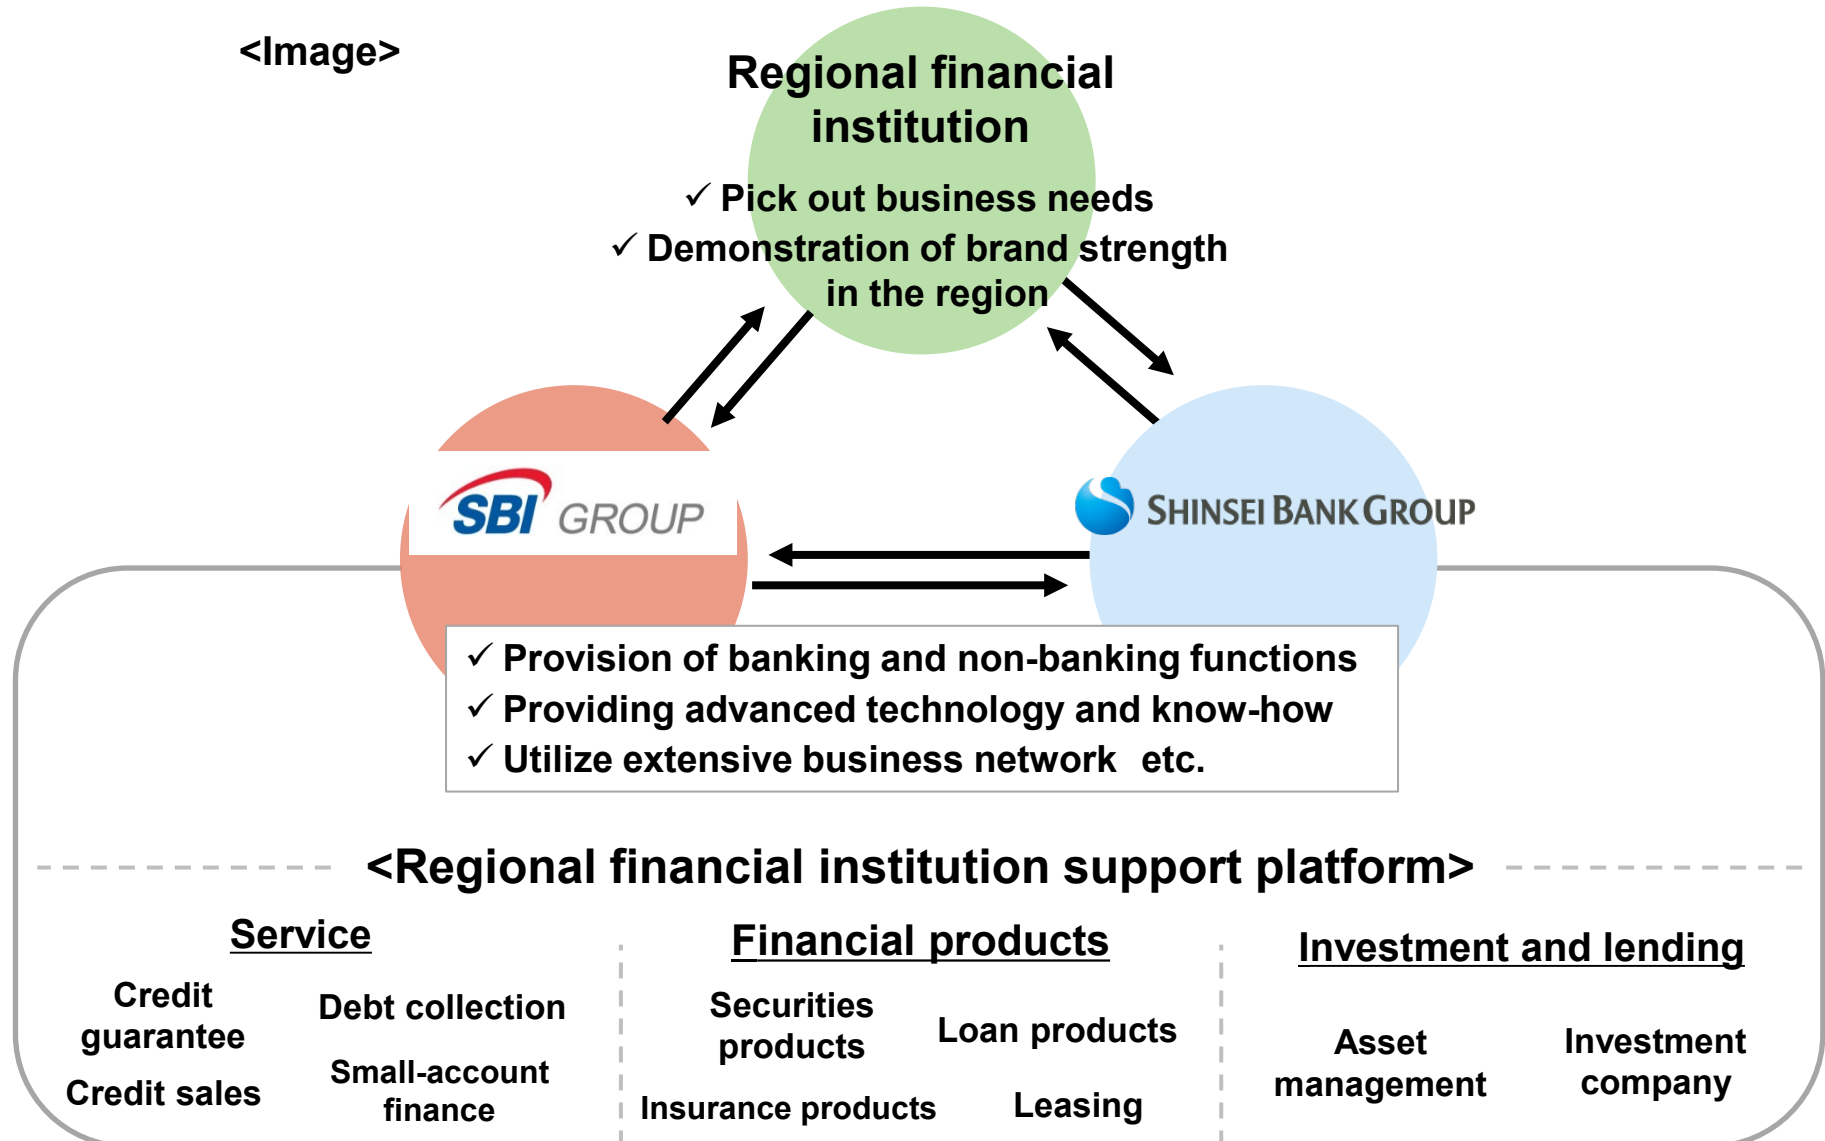 <Image>
Regional financial
institution
✓ Pick out business needs
✓ Demonstration of brand strength
in the region
SBI GROUP
SHINSEI BANK GROUP
✓ Provision of banking and non-banking functions
✓ Providing advanced technology and know-how
✓ Utilize extensive business network etc.
<Regional financial institution support platform>
Service
Credit
guarantee
Debt collection
Credit sales
Small-account
finance
Financial products
Securities
products
Loan products
Insurance products
Leasing
Investment and lending
Asset
management
Investment
company